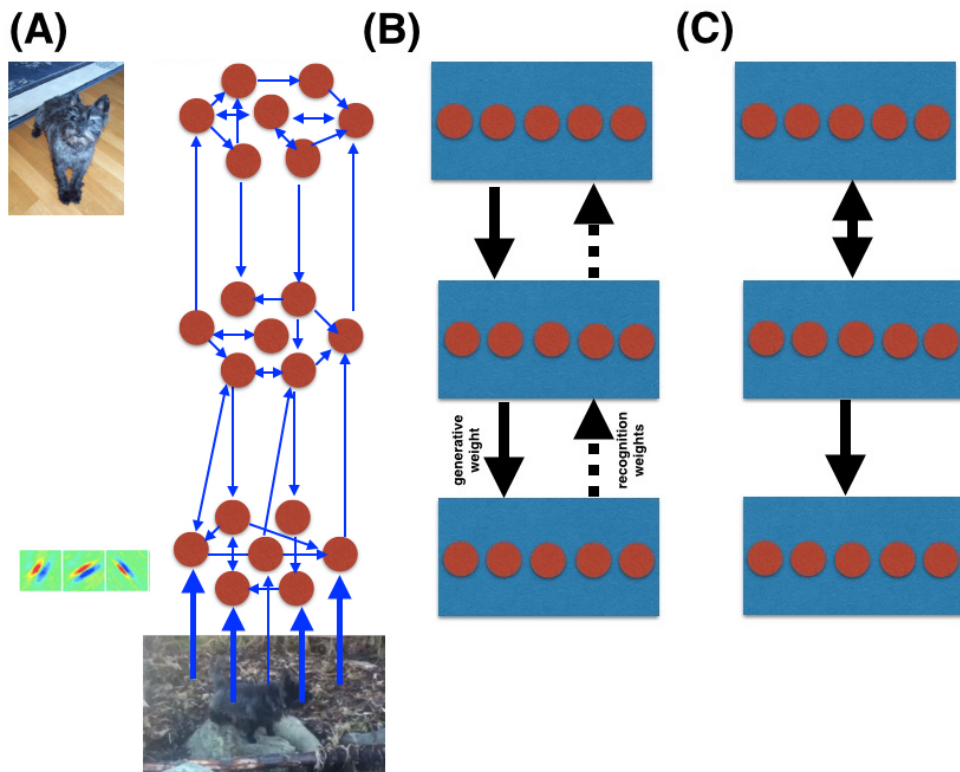 (A)
(B)
(C)
generative
weight
recognition
weights